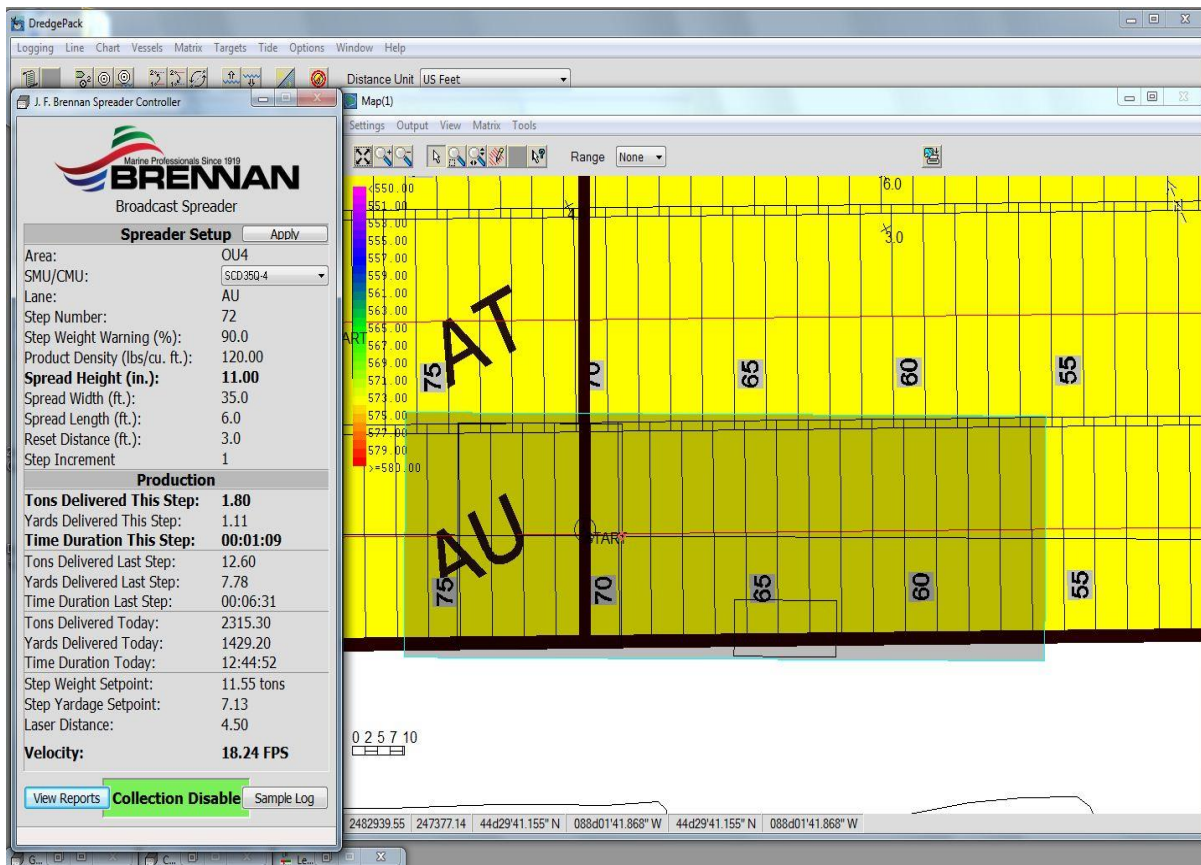 DredgePack
Logging Line Chart Vessels Matrix Targets Tide Options Window Help
Distance Unit US Feet
J. F. Brennan Spreader Controller
Marine Professionals Since 1919
BRENNAN
Broadcast Spreader
Spreader Setup Apply
Area: OU4
SMU/CMU: SCD35Q-4
Lane: AU
Step Number: 72
Step Weight Warning (%): 90.0
Product Density (lbs/cu. ft.): 120.00
Spread Height (in.): 11.00
Spread Width (ft.): 35.0
Spread Length (ft.): 6.0
Reset Distance (ft.): 3.0
Step Increment 1
Production
Tons Delivered This Step: 1.80
Yards Delivered This Step: 1.11
Time Duration This Step: 00:01:09
Tons Delivered Last Step: 12.60
Yards Delivered Last Step: 7.78
Time Duration Last Step: 00:06:31
Tons Delivered Today: 2315.30
Yards Delivered Today: 1429.20
Time Duration Today: 12:44:52
Step Weight Setpoint: 11.55 tons
Step Yardage Setpoint: 7.13
Laser Distance: 4.50
Velocity: 18.24 FPS
View Reports Collection Disable Sample Log
Map(1)
Settings Output View Matrix Tools
Range None
<550.00
551.00
553.00
555.00
557.00
559.00
561.00
563.00
565.00
567.00
569.00
571.00
573.00
575.00
577.00
579.00
>=580.00
6.0
4.
3.0
ART
AT
75 70 65 60 55
AU
TART
75 70 65 60 55
0 2 5 7 10
2482939.55 247377.14 44d29'41.155" N 088d01'41.868" W 44d29'41.155" N 088d01'41.868" W
G... C... Le...